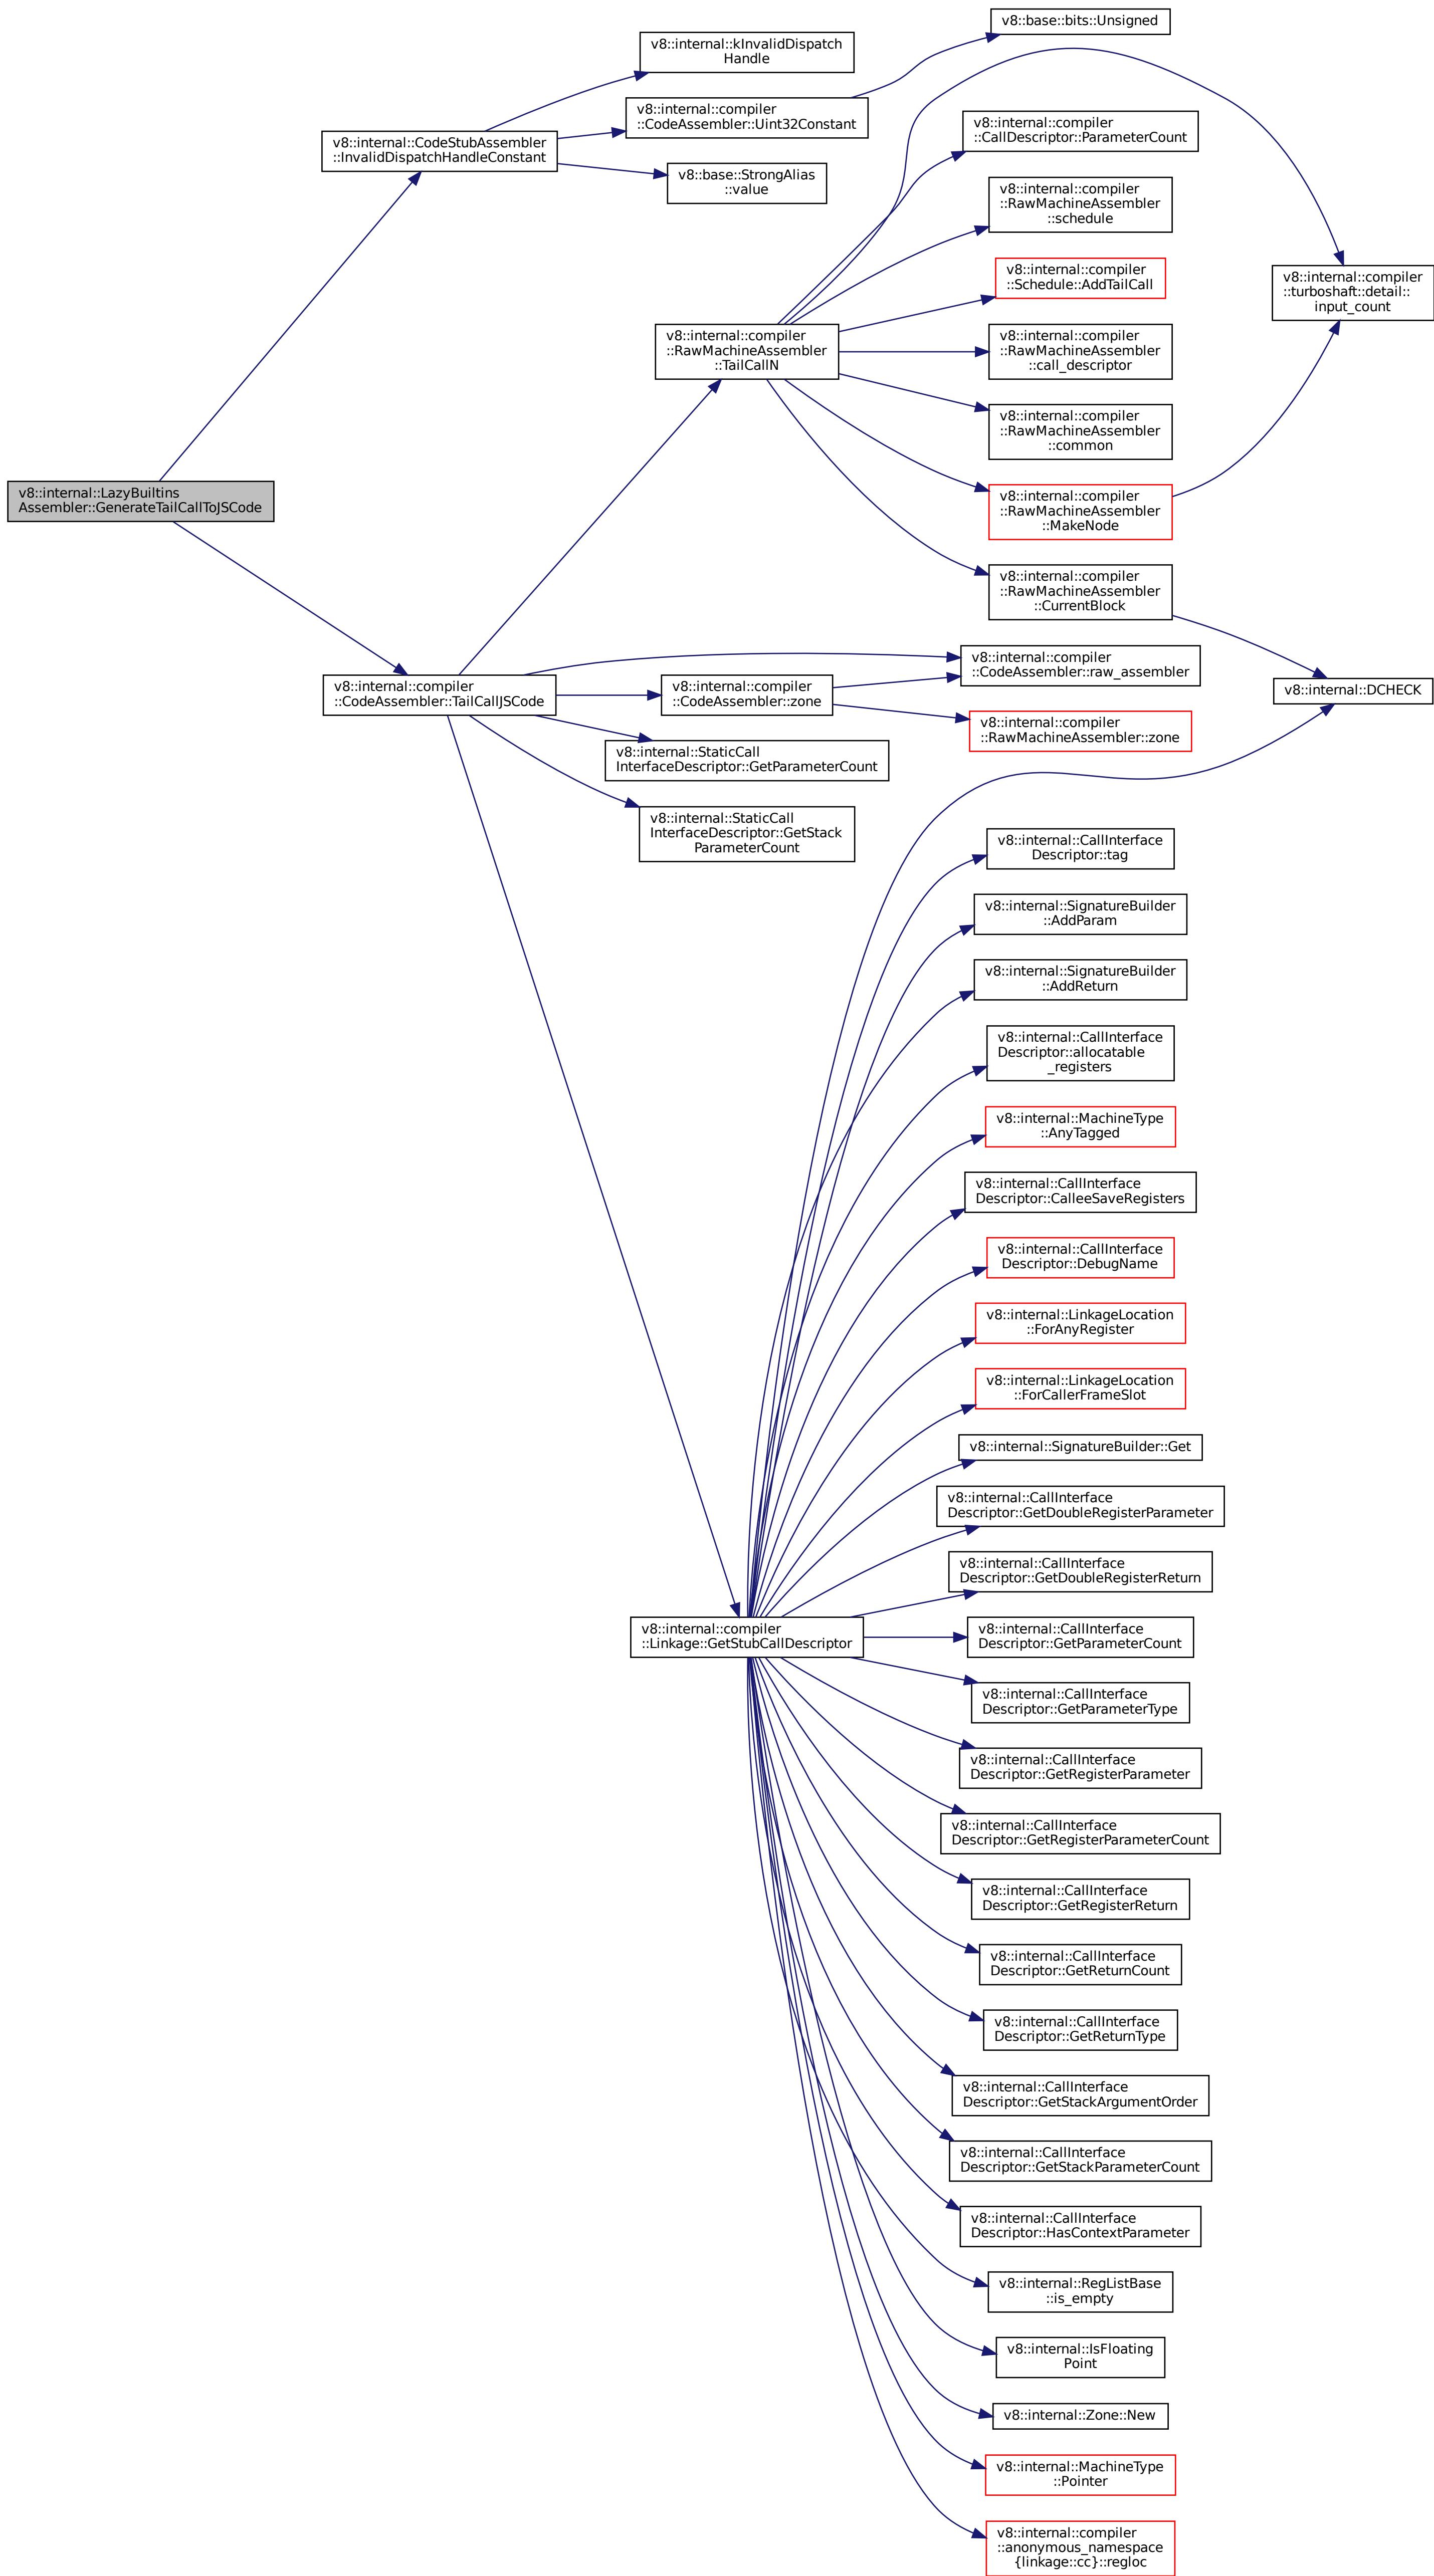 v8::internal::LazyBuiltins
Assembler::GenerateTailCallToJSCode
v8::internal::CodeStubAssembler
::InvalidDispatchHandleConstant
v8::internal::compiler
::CodeAssembler::TailCallJSCode
v8::internal::kInvalidDispatch
Handle
v8::internal::compiler
::CodeAssembler::Uint32Constant
v8::base::StrongAlias
::value
v8::internal::compiler
::RawMachineAssembler
::TailCallN
v8::internal::compiler
::CodeAssembler::zone
v8::internal::StaticCall
InterfaceDescriptor::GetParameterCount
v8::internal::StaticCall
InterfaceDescriptor::GetStack
ParameterCount
v8::internal::compiler
::Linkage::GetStubCallDescriptor
v8::base::bits::Unsigned
v8::internal::compiler
::CallDescriptor::ParameterCount
v8::internal::compiler
::RawMachineAssembler
::schedule
v8::internal::compiler
::Schedule::AddTailCall
v8::internal::compiler
::RawMachineAssembler
::call_descriptor
v8::internal::compiler
::RawMachineAssembler
::common
v8::internal::compiler
::RawMachineAssembler
::MakeNode
v8::internal::compiler
::RawMachineAssembler
::CurrentBlock
v8::internal::compiler
::CodeAssembler::raw_assembler
v8::internal::compiler
::RawMachineAssembler::zone
v8::internal::CallInterface
Descriptor::tag
v8::internal::SignatureBuilder
::AddParam
v8::internal::SignatureBuilder
::AddReturn
v8::internal::CallInterface
Descriptor::allocatable
_registers
v8::internal::MachineType
::AnyTagged
v8::internal::CallInterface
Descriptor::CalleeSaveRegisters
v8::internal::CallInterface
Descriptor::DebugName
v8::internal::LinkageLocation
::ForAnyRegister
v8::internal::LinkageLocation
::ForCallerFrameSlot
v8::internal::SignatureBuilder::Get
v8::internal::CallInterface
Descriptor::GetDoubleRegisterParameter
v8::internal::CallInterface
Descriptor::GetDoubleRegisterReturn
v8::internal::CallInterface
Descriptor::GetParameterCount
v8::internal::CallInterface
Descriptor::GetParameterType
v8::internal::CallInterface
Descriptor::GetRegisterParameter
v8::internal::CallInterface
Descriptor::GetRegisterParameterCount
v8::internal::CallInterface
Descriptor::GetRegisterReturn
v8::internal::CallInterface
Descriptor::GetReturnCount
v8::internal::CallInterface
Descriptor::GetReturnType
v8::internal::CallInterface
Descriptor::GetStackArgumentOrder
v8::internal::CallInterface
Descriptor::GetStackParameterCount
v8::internal::CallInterface
Descriptor::HasContextParameter
v8::internal::RegListBase
::is_empty
v8::internal::IsFloating
Point
v8::internal::Zone::New
v8::internal::MachineType
::Pointer
v8::internal::compiler
::anonymous_namespace
{linkage::cc}::regloc
v8::internal::compiler
::turboshaft::detail::
input_count
v8::internal::DCHECK